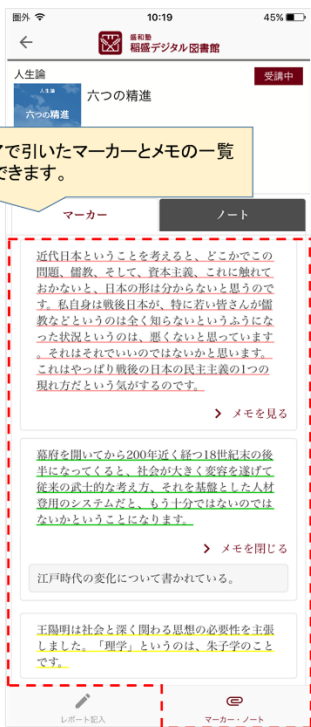 圏外 10:19 45%
盛和塾
稲盛デジタル図書館
人生論
受講中
人生論
六つの精進
六つの精進
アで引いたマーカーとメモの一覧
できます。
マーカー ノート
近代日本ということを考えると、どこかでこの
問題、儒教、そして、資本主義、これに触れて
おかないと、日本の形は分からないと思うので
す。私自身は戦後日本が、特に若い皆さんが儒
教などというのは全く知らないというふうにな
った状況というのは、悪くないと思っています
。それはそれでいいのではないかと思います。
これはやっぱり戦後の日本の民主主義の1つの
現れ方だという気がするのです。
メモを見る
幕府を開いてから200年近く経つ18世紀末の後
半になってくると、社会が大きく変容を遂げて
従来の武士的な考え方、それを基盤とした人材
登用のシステムだと、もう十分ではないのでは
ないかということになります。
メモを閉じる
江戸時代の変化について書かれている。
王陽明は社会と深く関わる思想の必要性を主張
しました。「理学」というのは、朱子学のこと
です。
レポート記入 マーカー・ノート